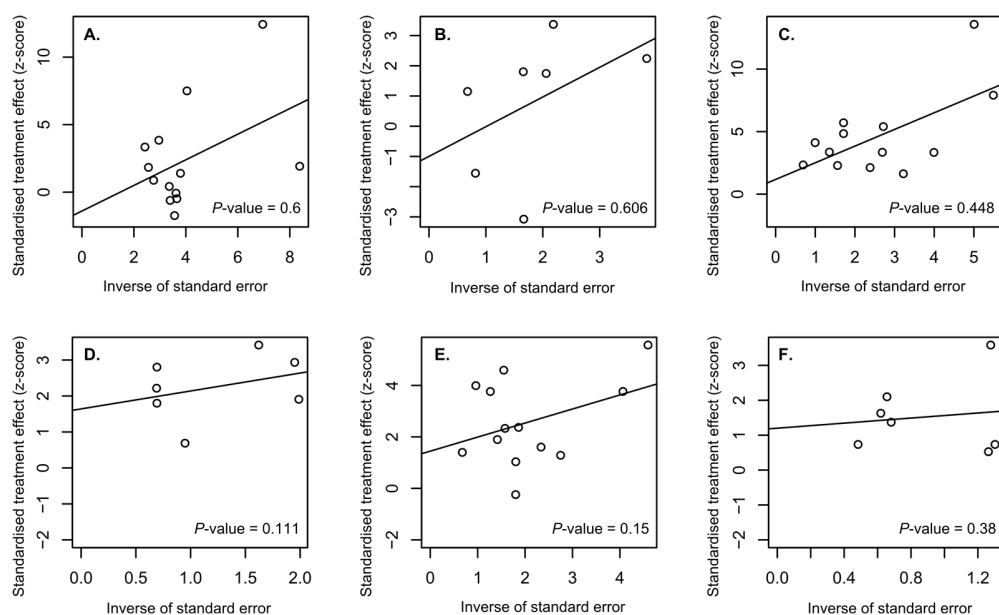 A.
Standardised treatment effect (z-score)
10
5
0
P-value = 0.6
0 2 4 6 8
Inverse of standard error
B.
Standardised treatment effect (z-score)
3
2
1
0
−1
−3
P-value = 0.606
0 1 2 3
Inverse of standard error
C.
Standardised treatment effect (z-score)
10
5
0
P-value = 0.448
0 1 2 3 4 5
Inverse of standard error
D.
Standardised treatment effect (z-score)
3
2
1
0
−1
−2
P-value = 0.111
0.0 0.5 1.0 1.5 2.0
Inverse of standard error
E.
Standardised treatment effect (z-score)
4
2
0
−2
P-value = 0.15
0 1 2 3 4
Inverse of standard error
F.
Standardised treatment effect (z-score)
3
2
1
0
−1
−2
P-value = 0.38
0.0 0.4 0.8 1.2
Inverse of standard error